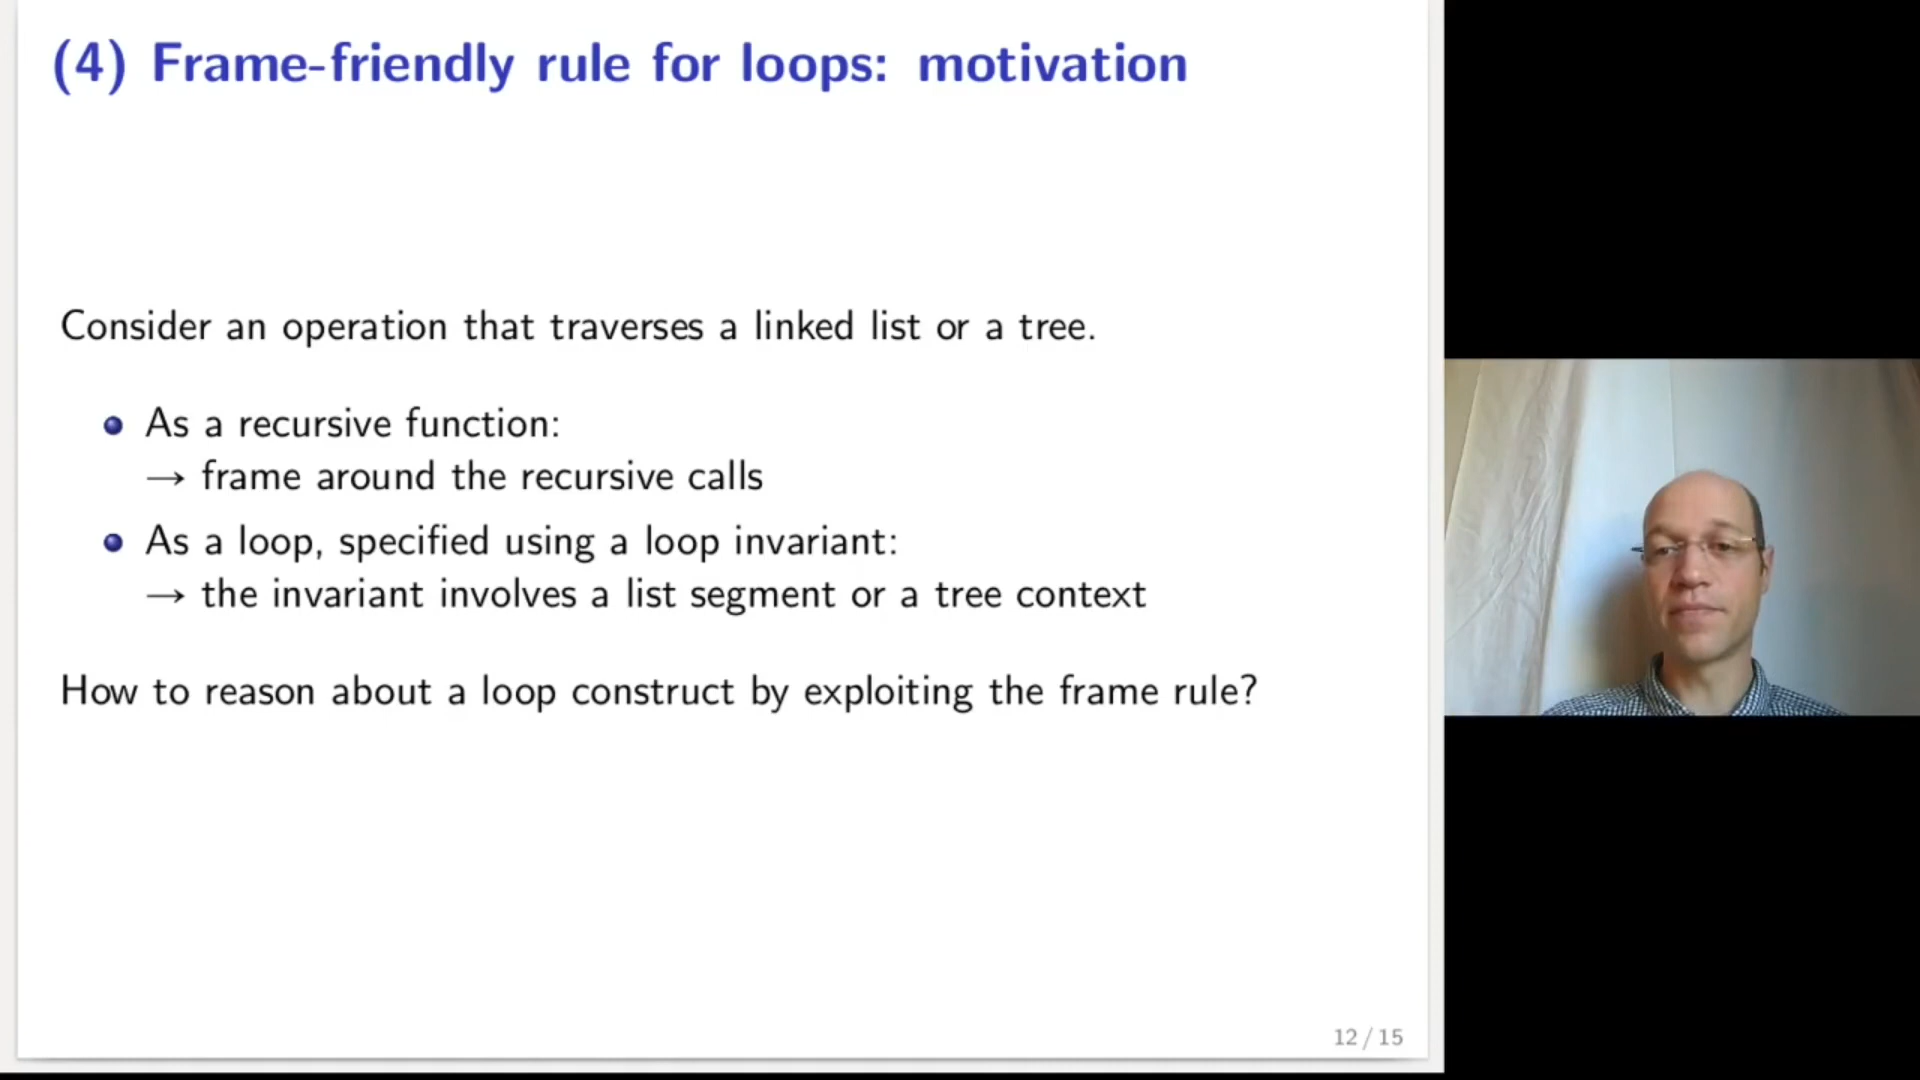 (4) Frame-friendly rule for loops: motivation
Consider an operation that traverses a linked list or a tree.
As a recursive function:
→ frame around the recursive calls
As a loop, specified using a loop invariant:
→ the invariant involves a list segment or a tree context
How to reason about a loop construct by exploiting the frame rule?
12 / 15